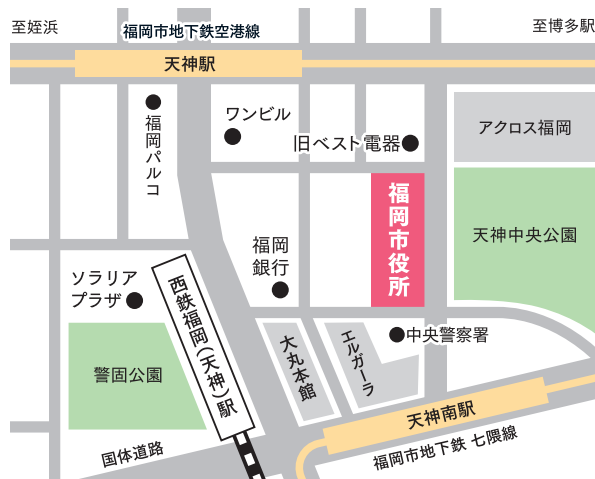 至姪浜
福岡市地下鉄空港線
至博多駅
天神駅
ワンビル
福岡パルコ
旧ベスト電器
アクロス福岡
福岡市役所
天神中央公園
福岡
銀行
ソラリア
プラザ
西鉄福岡(天神)駅
大丸本館
エルガーラ
中央警察署
警固公園
天神南駅
国体道路
福岡市地下鉄 七隈線